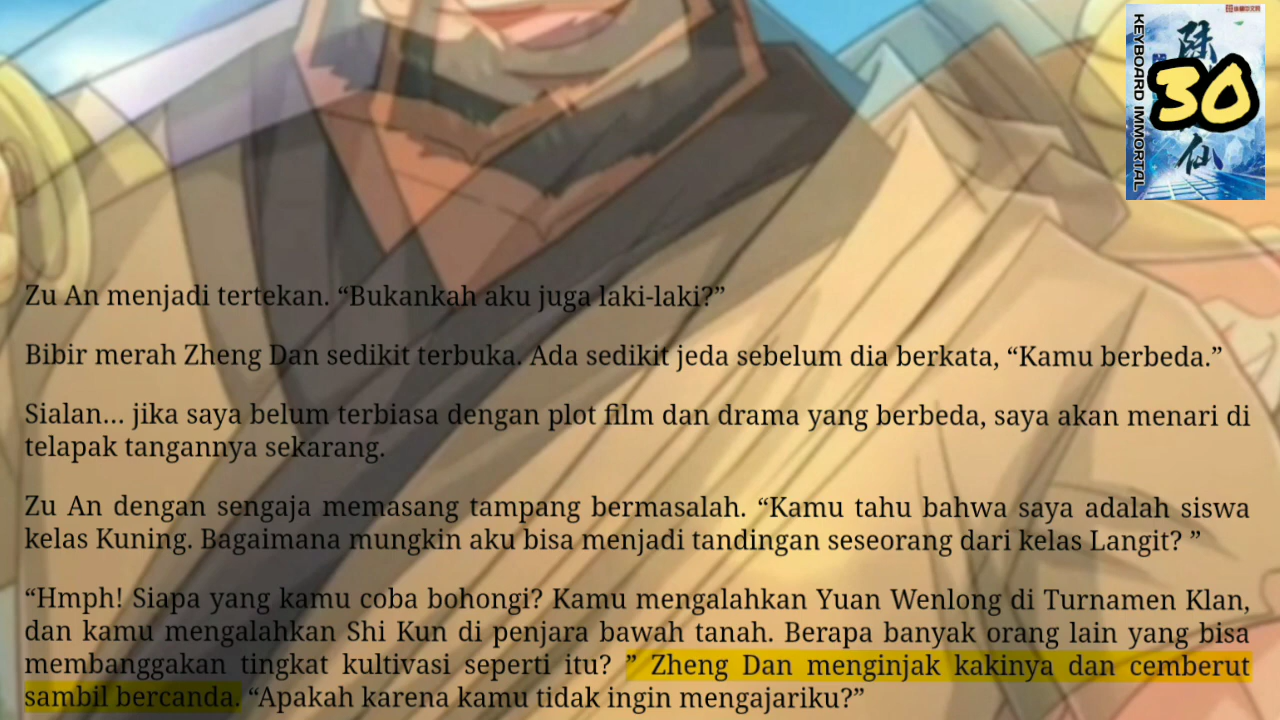 KEYBOARD IMMORTAL
陆
30
仙
Zu An menjadi tertekan. “Bukankah aku juga laki-laki?”
Bibir merah Zheng Dan sedikit terbuka. Ada sedikit jeda sebelum dia berkata, “Kamu berbeda.”
Sialan… jika saya belum terbiasa dengan plot film dan drama yang berbeda, saya akan menari di
telapak tangannya sekarang.
Zu An dengan sengaja memasang tampang bermasalah. “Kamu tahu bahwa saya adalah siswa
kelas Kuning. Bagaimana mungkin aku bisa menjadi tandingan seseorang dari kelas Langit? ”
“Hmph! Siapa yang kamu coba bohongi? Kamu mengalahkan Yuan Wenlong di Turnamen Klan,
dan kamu mengalahkan Shi Kun di penjara bawah tanah. Berapa banyak orang lain yang bisa
membanggakan tingkat kultivasi seperti itu? ” Zheng Dan menginjak kakinya dan cemberut
sambil bercanda. “Apakah karena kamu tidak ingin mengajariku?”